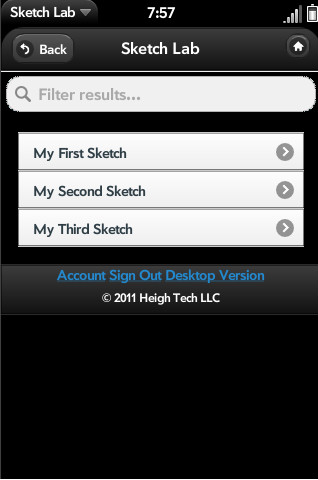 Sketch Lab 7:57
Back Sketch Lab
Filter results...
My First Sketch
My Second Sketch
My Third Sketch
Account Sign Out Desktop Version
© 2011 Heigh Tech LLC